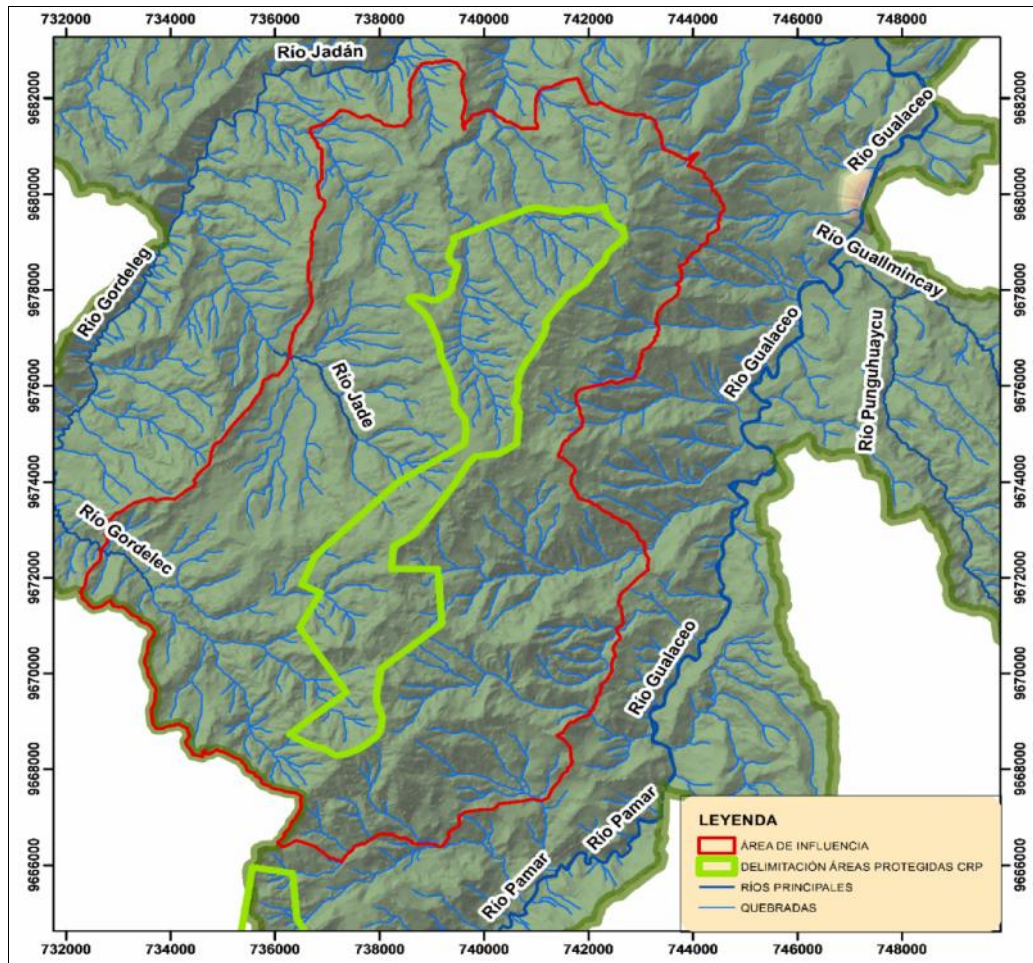 732000 734000 736000 738000 740000 742000 744000 746000 748000
Río Jadán
9682000
9682000
Río Gualaceo
9680000
9680000
Río Guallmincay
Río Gordeleg
9678000
9678000
Río Gualaceo
Río Punguhuaycu
9676000
9676000
Río Jade
9674000
9674000
Río Gordelec
9672000
9672000
Río Gualaceo
9670000
9670000
9668000
9668000
Río Pamar
Río Pamar
9666000
9666000
LEYENDA
ÁREA DE INFLUENCIA
DELIMITACIÓN ÁREAS PROTEGIDAS CRP
RÍOS PRINCIPALES
QUEBRADAS
732000 734000 736000 738000 740000 742000 744000 746000 748000